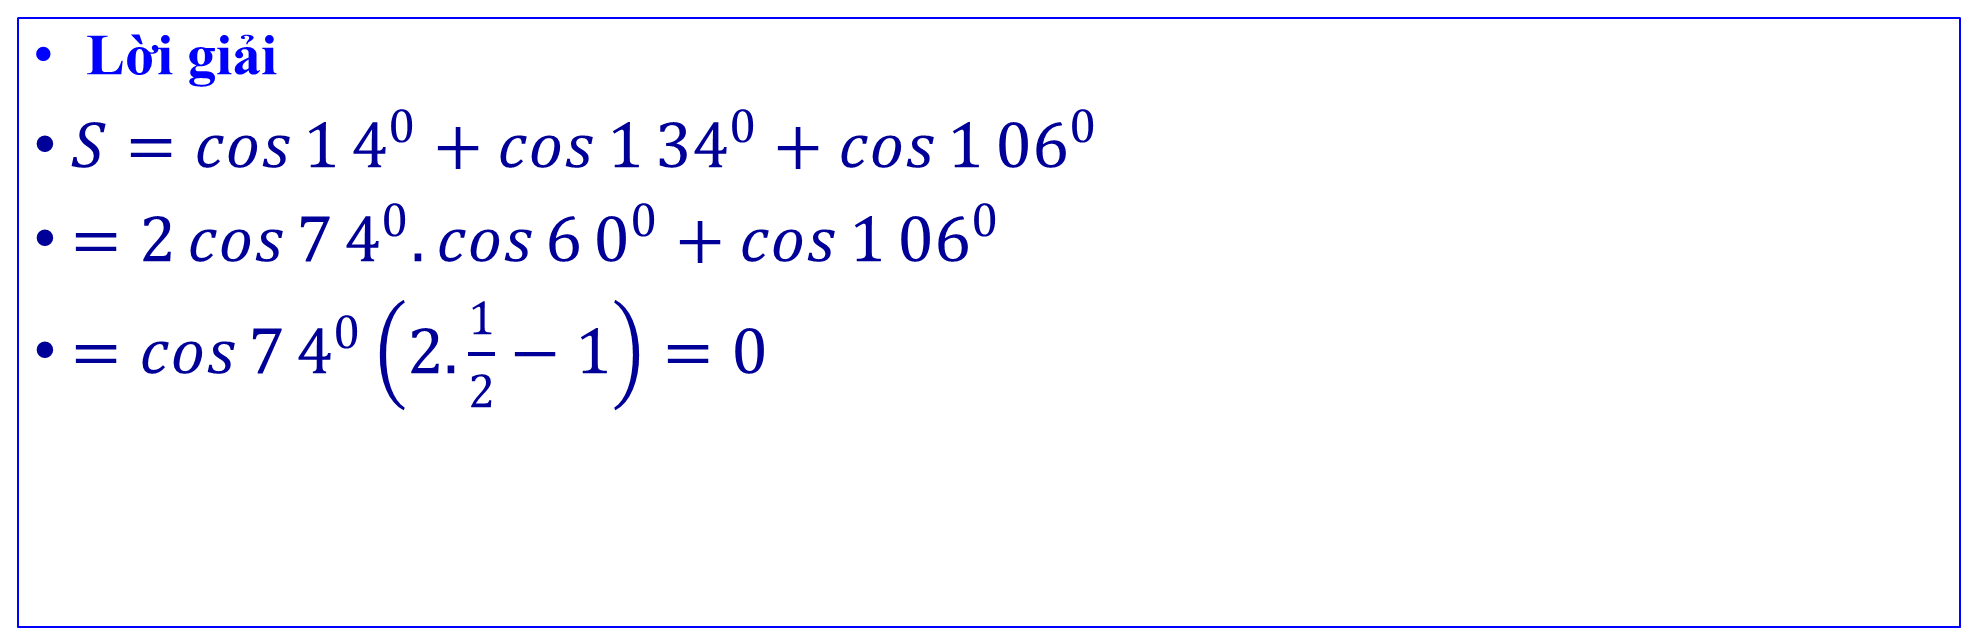 • Lời giải
• S = cos 1 4⁰ + cos 1 34⁰ + cos 1 06⁰
• = 2 cos 7 4⁰. cos 6 0⁰ + cos 1 06⁰
• = cos 7 4⁰ (2. 1/2 − 1) = 0